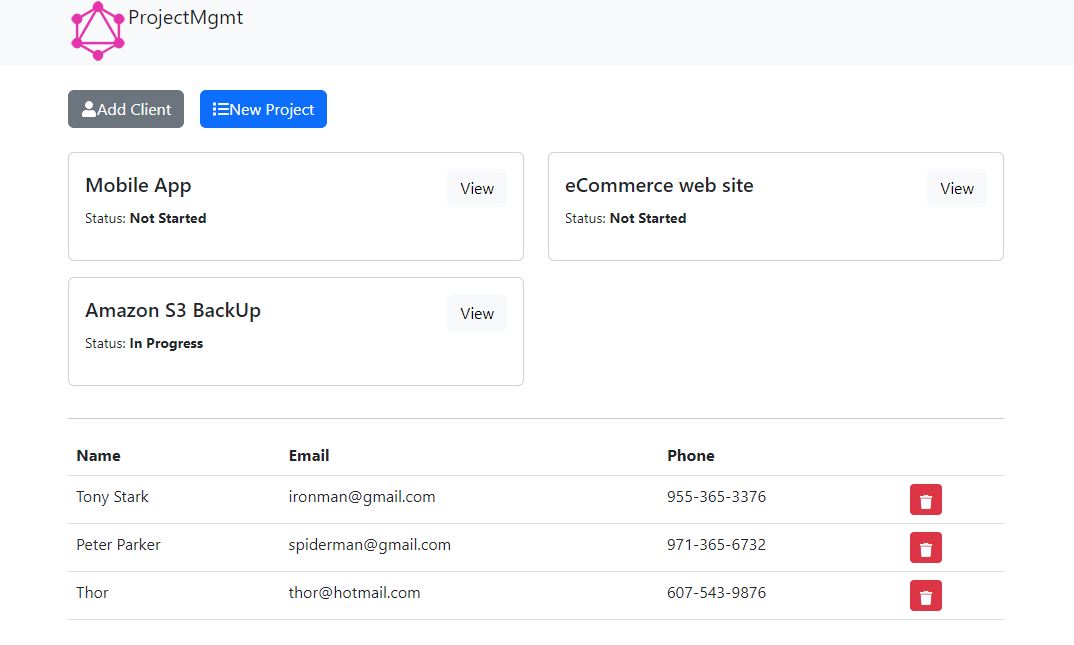 ProjectMgmt
Add Client New Project
Mobile App View
Status: Not Started
eCommerce web site View
Status: Not Started
Amazon S3 BackUp View
Status: In Progress
Name Email Phone
Tony Stark ironman@gmail.com 955-365-3376
Peter Parker spiderman@gmail.com 971-365-6732
Thor thor@hotmail.com 607-543-9876